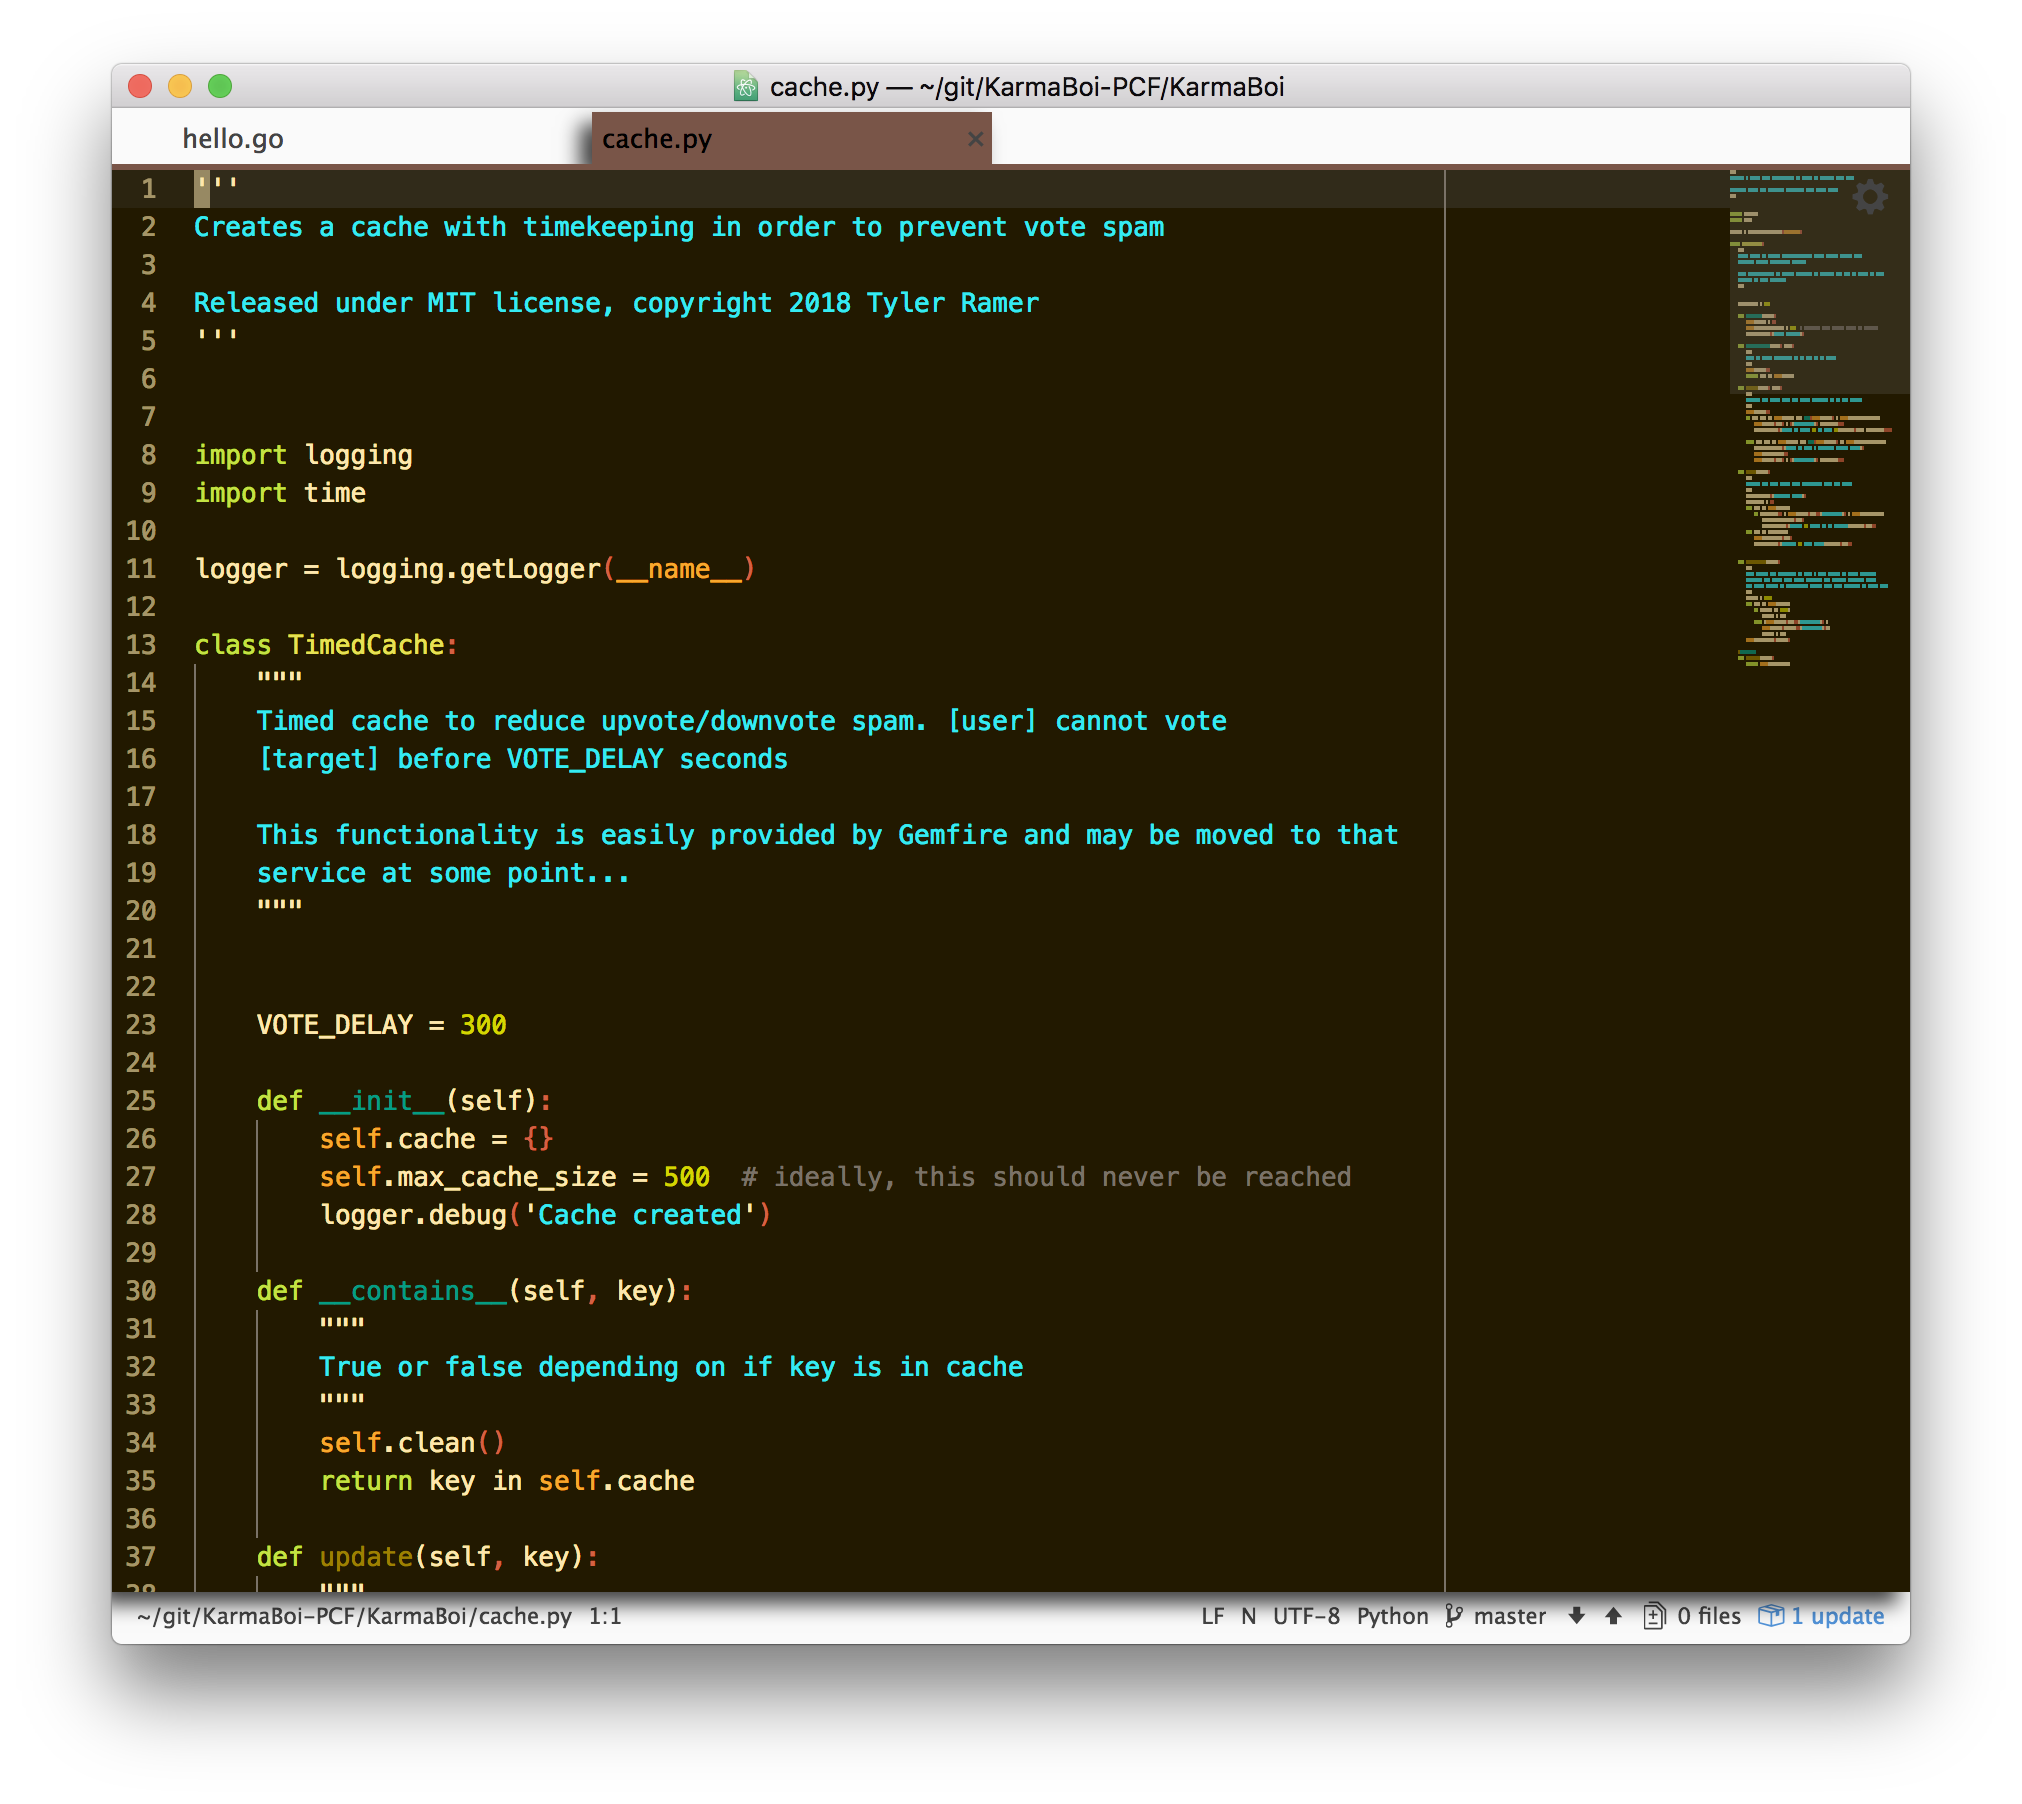 cache.py — ~/git/KarmaBoi-PCF/KarmaBoi
hello.go
cache.py ×
1 '''
2 Creates a cache with timekeeping in order to prevent vote spam
3
4 Released under MIT license, copyright 2018 Tyler Ramer
5 '''
6
7
8 import logging
9 import time
10
11 logger = logging.getLogger(__name__)
12
13 class TimedCache:
14     """
15     Timed cache to reduce upvote/downvote spam. [user] cannot vote
16     [target] before VOTE_DELAY seconds
17
18     This functionality is easily provided by Gemfire and may be moved to that
19     service at some point...
20     """
21
22
23     VOTE_DELAY = 300
24
25     def __init__(self):
26         self.cache = {}
27         self.max_cache_size = 500  # ideally, this should never be reached
28         logger.debug('Cache created')
29
30     def __contains__(self, key):
31         """
32         True or false depending on if key is in cache
33         """
34         self.clean()
35         return key in self.cache
36
37     def update(self, key):
38         """
~/git/KarmaBoi-PCF/KarmaBoi/cache.py 1:1 LF N UTF-8 Python master 0 files 1 update